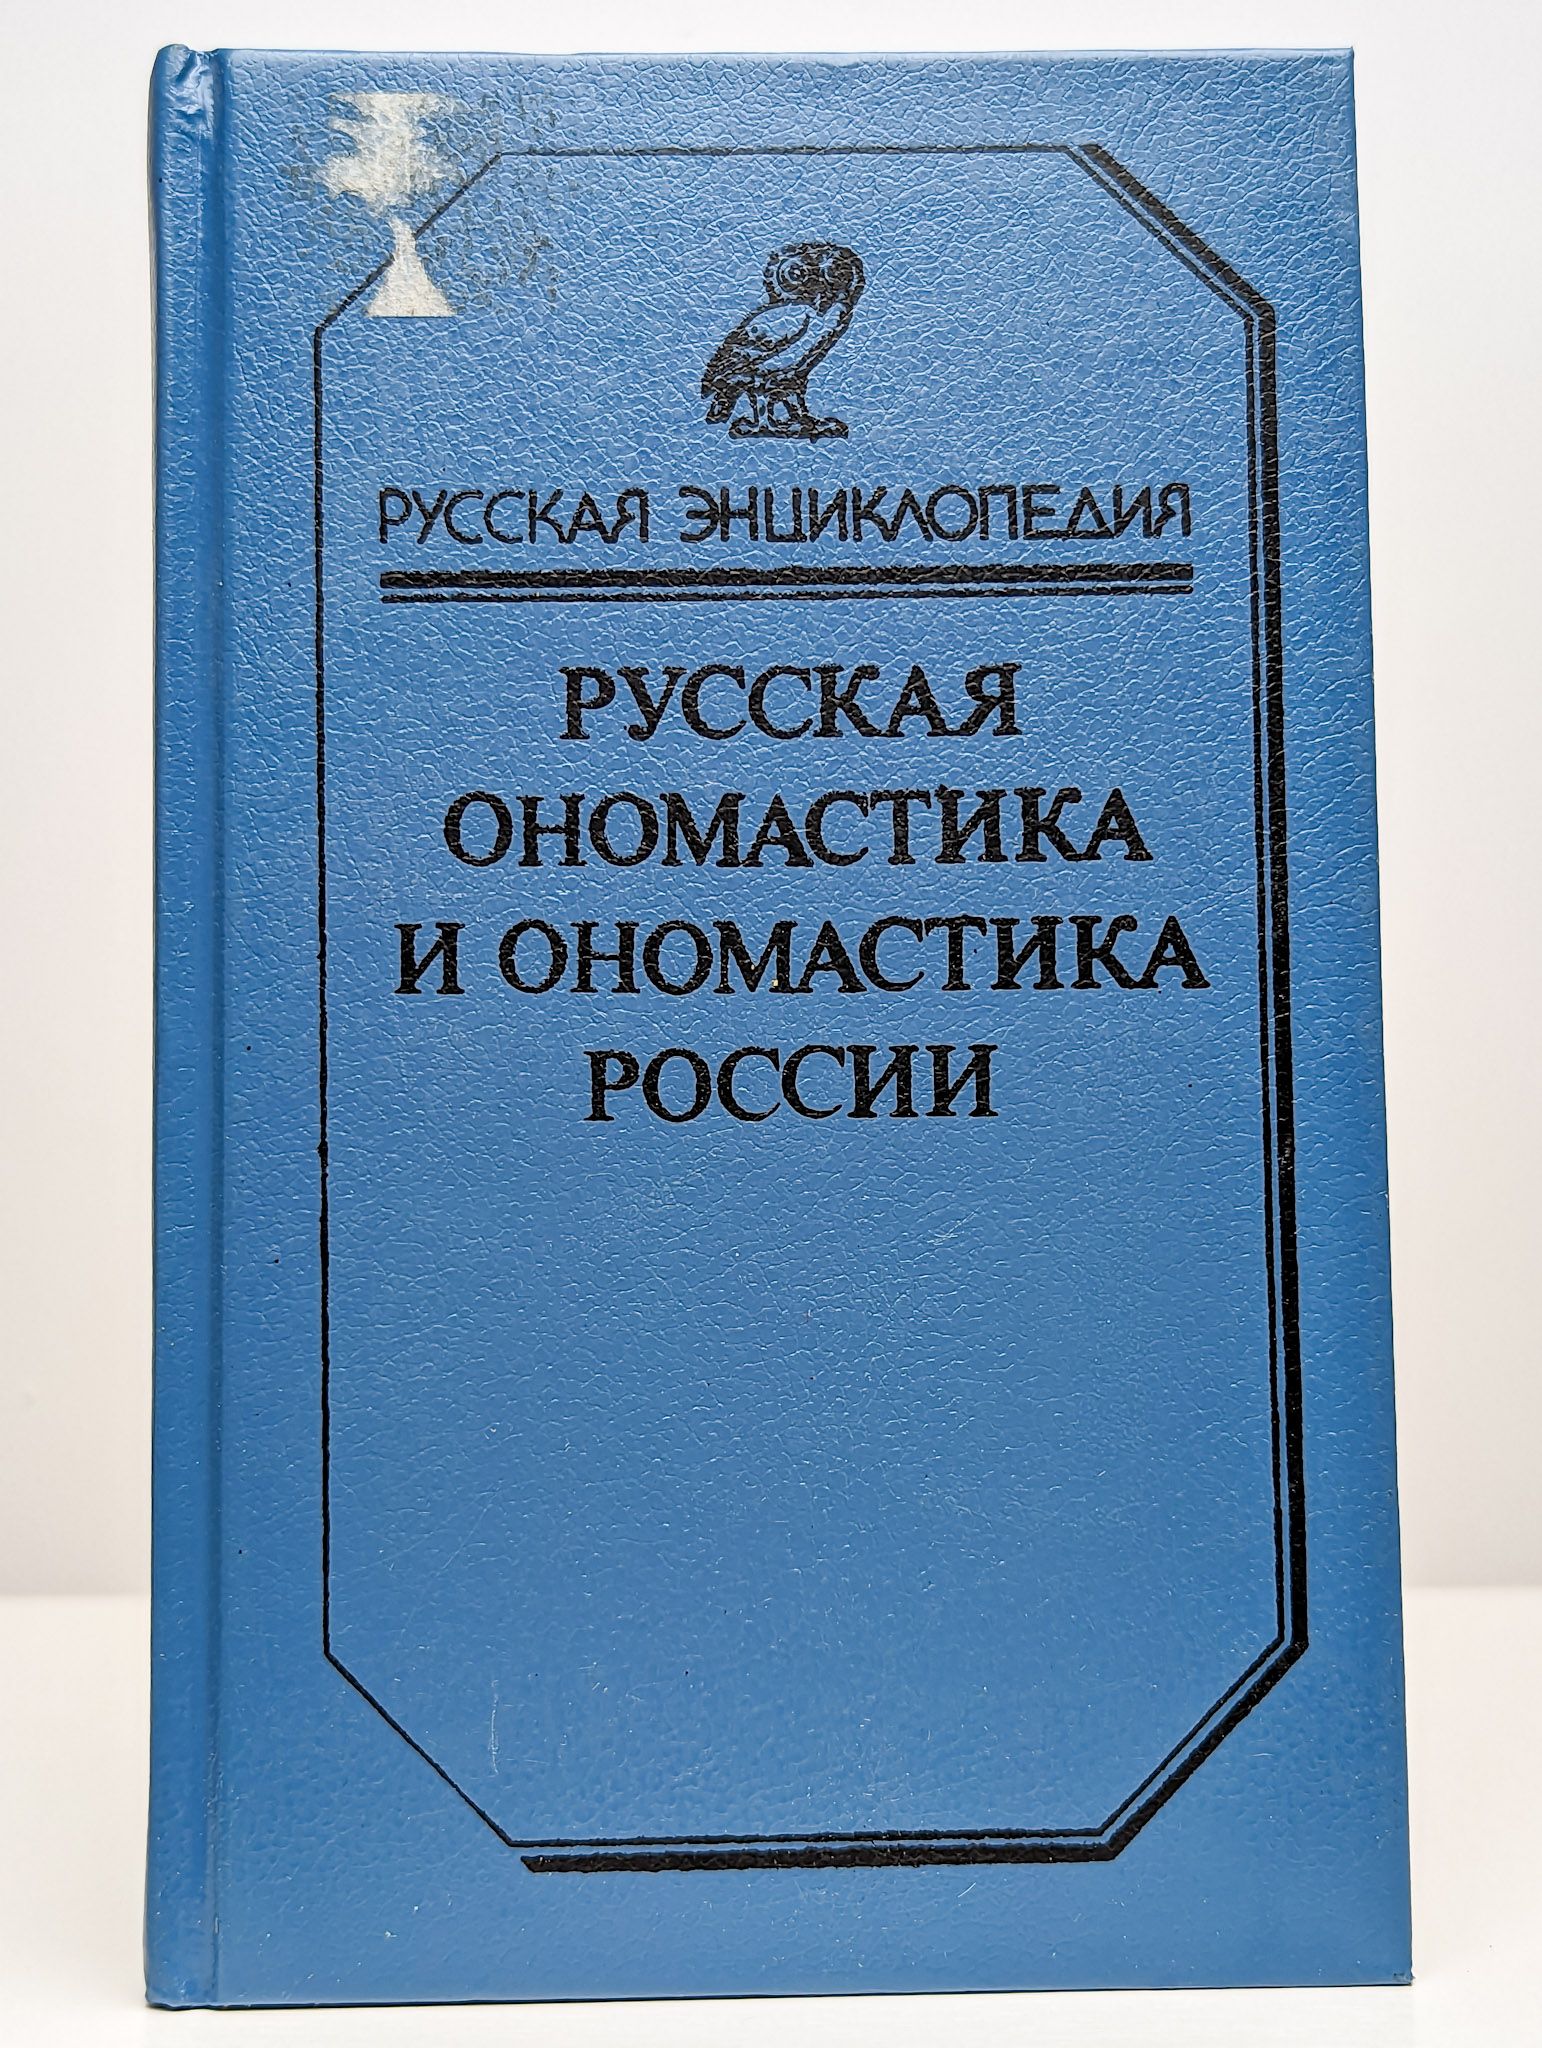 РУССКАЯ ЭНЦИКЛОПЕДИЯ
РУССКАЯ
ОНОМАСТИКА
И ОНОМАСТИКА
РОССИИ